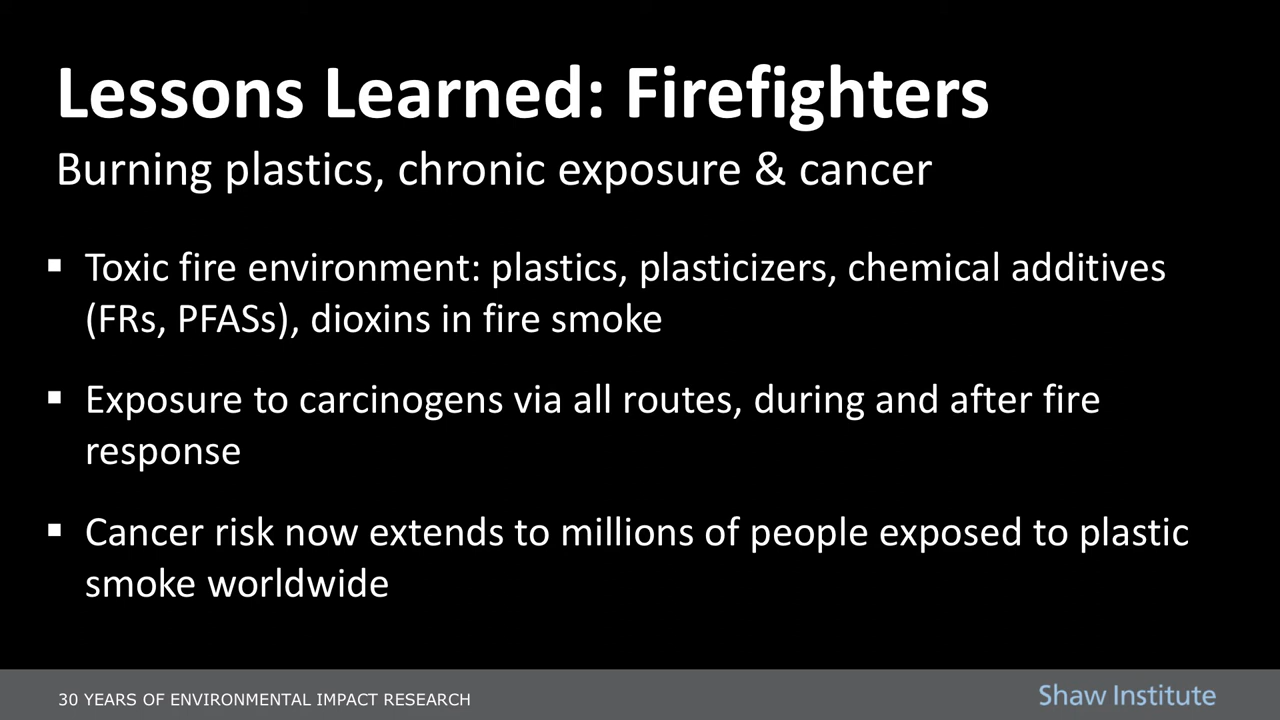 Lessons Learned: Firefighters
Burning plastics, chronic exposure & cancer
▪ Toxic fire environment: plastics, plasticizers, chemical additives
(FRs, PFASs), dioxins in fire smoke
▪ Exposure to carcinogens via all routes, during and after fire
response
▪ Cancer risk now extends to millions of people exposed to plastic
smoke worldwide
30 YEARS OF ENVIRONMENTAL IMPACT RESEARCH
Shaw Institute